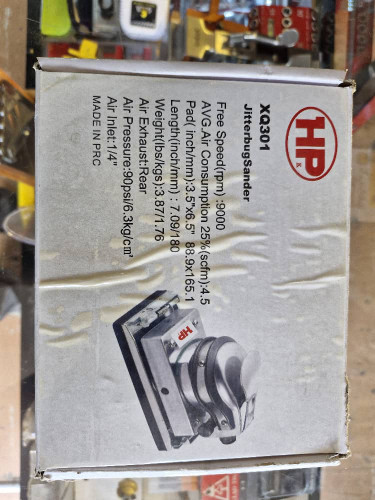 HP
K
XQ301
JitterbugSander
Free Speed(rpm) :9000
AVG.Air Consumption 25%(scfm):4.5
Pad( inch/mm):3.5"x6.5" 88.9x165.1
Length(inch/mm) : 7.09/180
Weight(lbs/kgs):3.87/1.76
Air Exhaust:Rear
Air Pressure:90psi/6.3kg/cm²
Air Inlet:1/4"
MADE IN PRC
HP